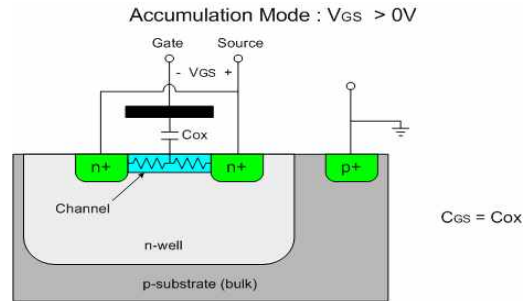 Accumulation Mode : VGS > 0V
Gate Source
- VGS +
Cox
n+ n+ p+
Channel
CGS = Cox
n-well
p-substrate (bulk)